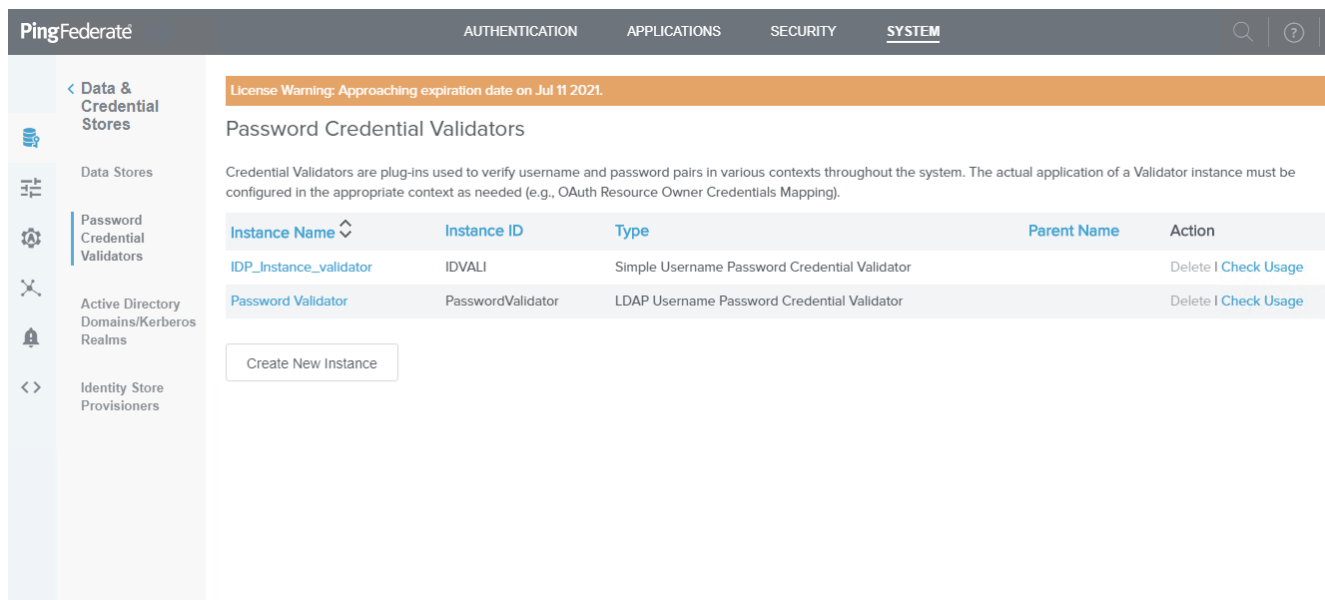 PingFederate
AUTHENTICATION
APPLICATIONS
SECURITY
SYSTEM
?
< Data &
Credential
Stores
Data Stores
Password
Credential
Validators
Active Directory
Domains/Kerberos
Realms
Identity Store
Provisioners
License Warning: Approaching expiration date on Jul 11 2021.
Password Credential Validators
Credential Validators are plug-ins used to verify username and password pairs in various contexts throughout the system. The actual application of a Validator instance must be
configured in the appropriate context as needed (e.g., OAuth Resource Owner Credentials Mapping).
Instance Name Instance ID Type Parent Name Action
IDP_Instance_validator IDVALI Simple Username Password Credential Validator Delete | Check Usage
Password Validator PasswordValidator LDAP Username Password Credential Validator Delete | Check Usage
Create New Instance